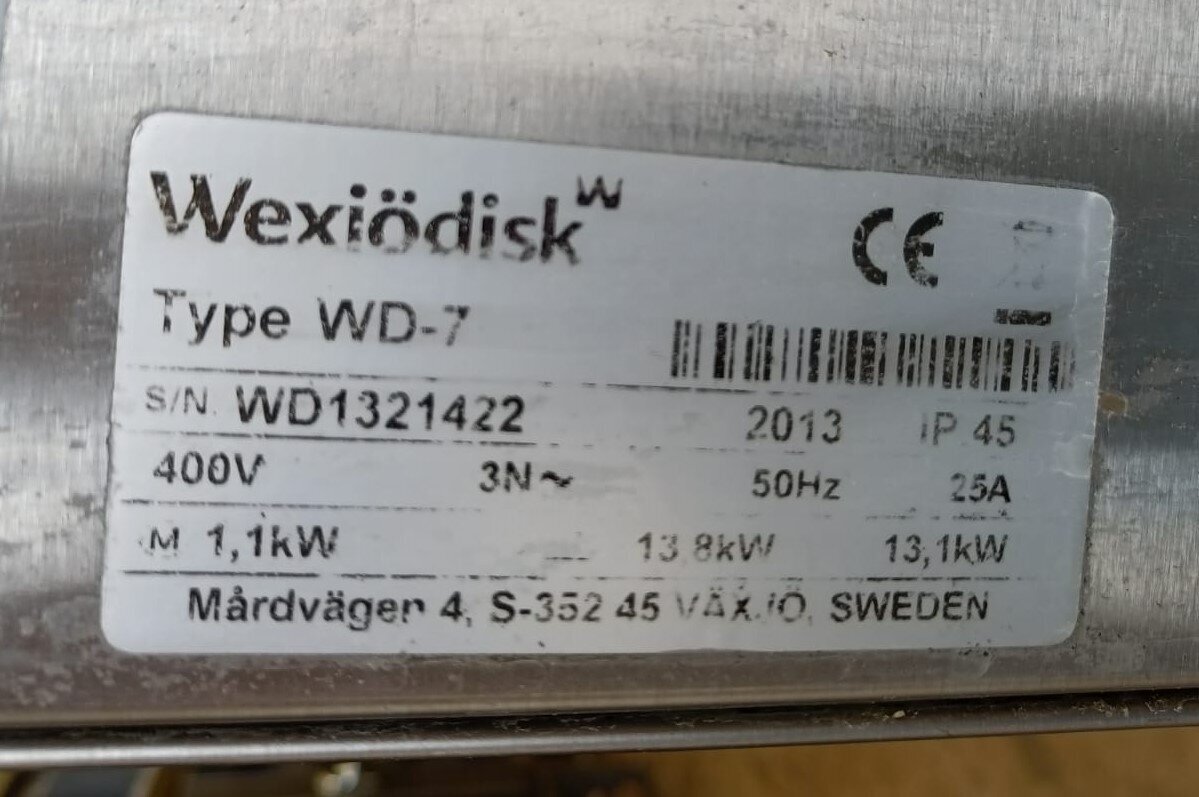 Wexiödisk W
CE
Type WD-7
S/N. WD1321422 2013 IP 45
400V 3N~ 50Hz 25A
M 1,1kW 13,8kW 13,1kW
Mårdvägen 4, S-352 45 VÄXJÖ, SWEDEN